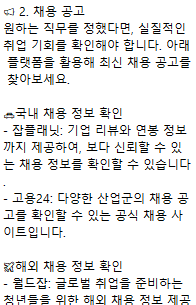 📢 2. 채용 공고
원하는 직무를 정했다면, 실질적인
취업 기회를 확인해야 합니다. 아래
플랫폼을 활용해 최신 채용 공고를
찾아보세요.
🚗국내 채용 정보 확인
- 잡플래닛: 기업 리뷰와 연봉 정보
까지 제공하여, 보다 신뢰할 수 있
는 채용 정보를 확인할 수 있습니다
.
- 고용24: 다양한 산업군의 채용 공
고를 확인할 수 있는 공식 채용 사
이트입니다.
🚀해외 채용 정보 확인
- 월드잡: 글로벌 취업을 준비하는
청년들을 위한 해외 채용 정보 제공